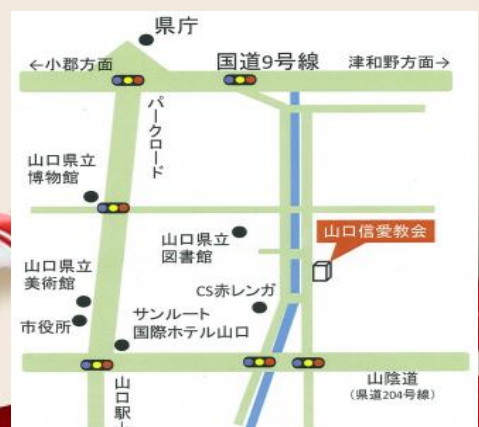 県庁
←小郡方面
国道9号線
津和野方面→
パークロード
山口県立
博物館
山口県立
図書館
山口信愛教会
山口県立
美術館
CS赤レンガ
市役所
サンルート
国際ホテル山口
山陰道
(県道204号線)
山口駅